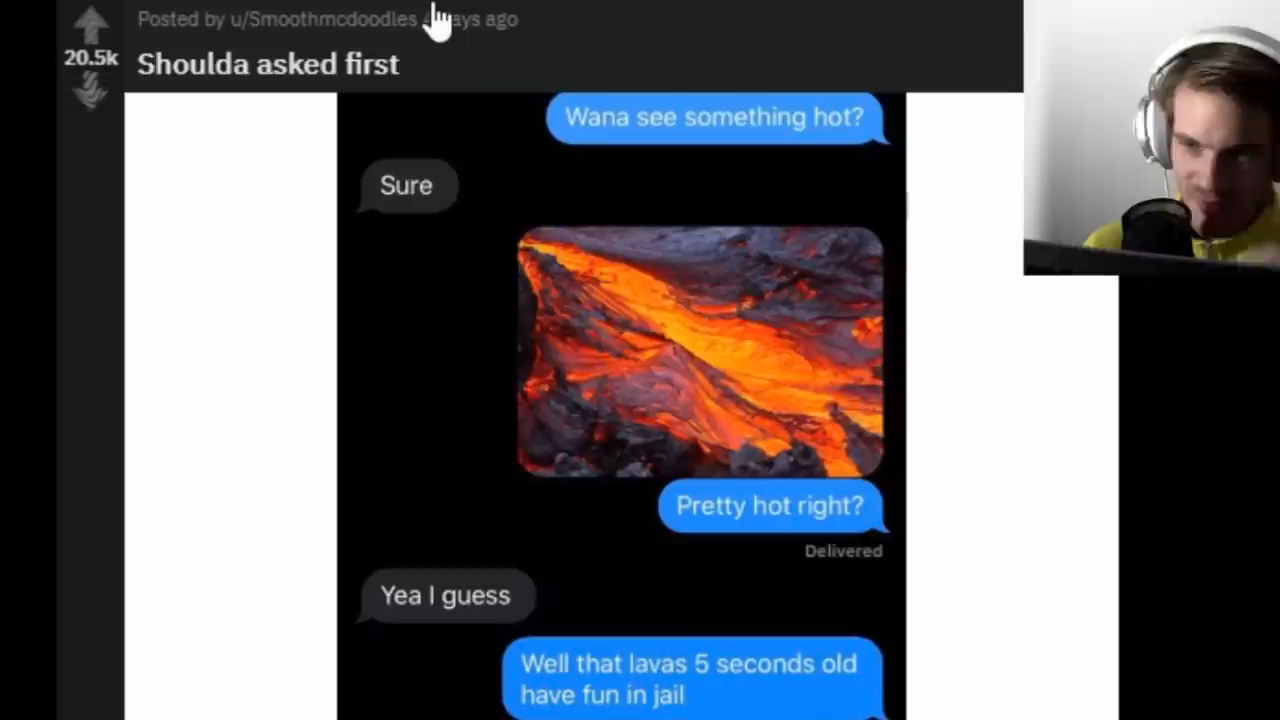 Posted by u/Smoothmcdoodles ago
20.5k
Shoulda asked first
Wana see something hot?
Sure
Pretty hot right?
Delivered
Yea I guess
Well that lavas 5 seconds old
have fun in jail